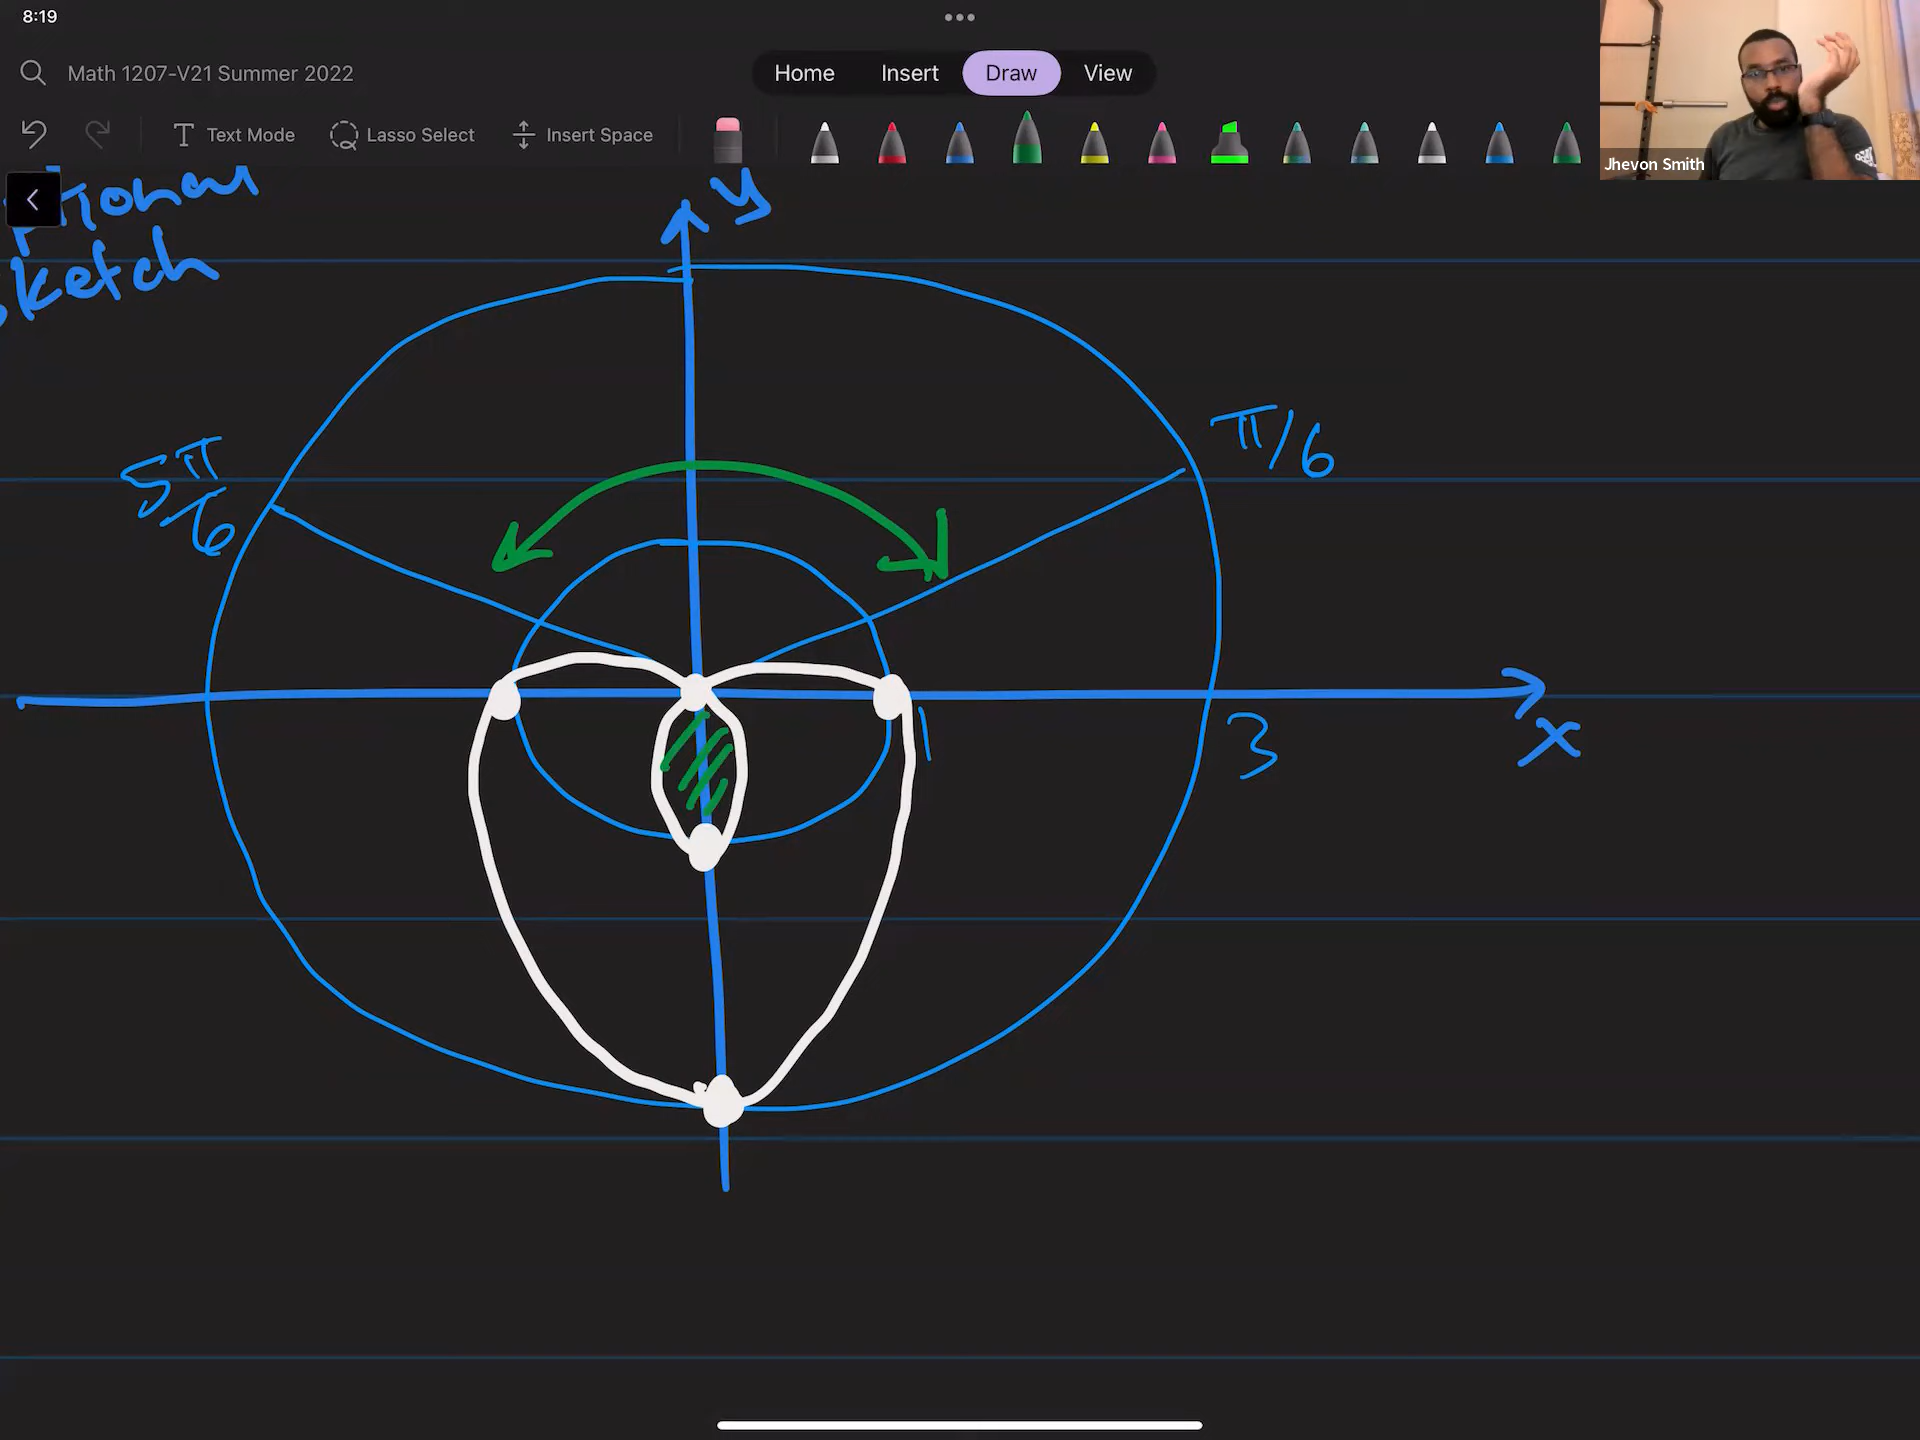 8:19
Math 1207-V21 Summer 2022
Home Insert Draw View
Text Mode Lasso Select Insert Space
Jhevon Smith
sketch
y
π/6
5π/6
1
3
x